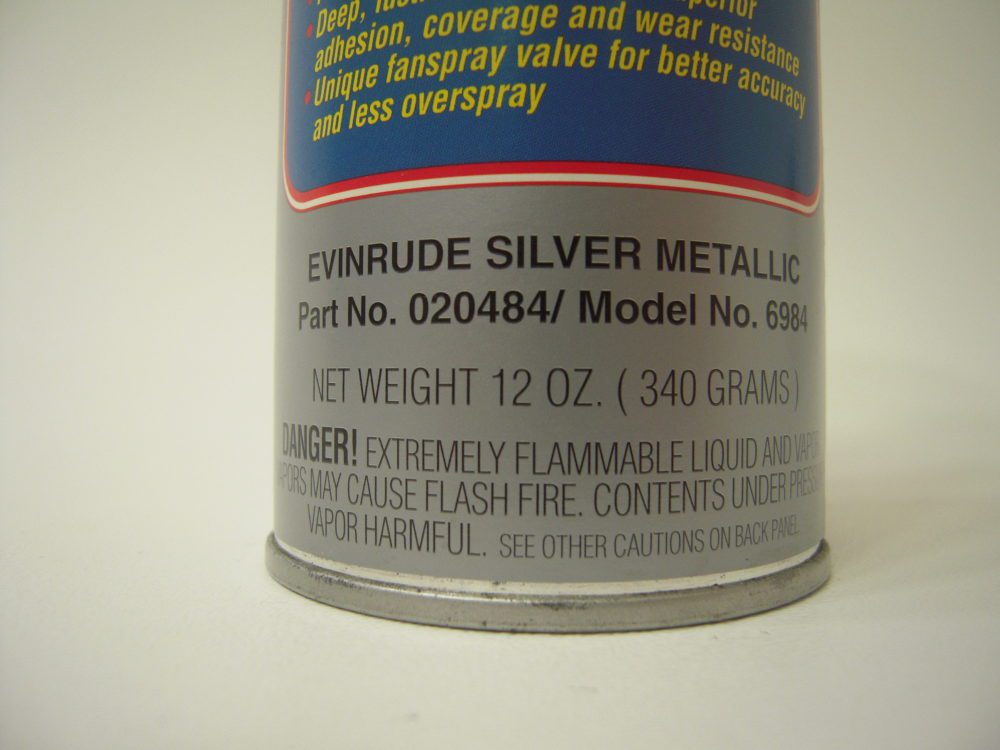 Deep,
adhesion, coverage and wear resistance
Unique fanspray valve for better accuracy
and less overspray
EVINRUDE SILVER METALLIC
Part No. 020484/ Model No. 6984
NET WEIGHT 12 OZ. ( 340 GRAMS )
DANGER! EXTREMELY FLAMMABLE LIQUID AND
MAY CAUSE FLASH FIRE. CONTENTS UNDER
VAPOR HARMFUL. SEE OTHER CAUTIONS ON BACK PANEL.